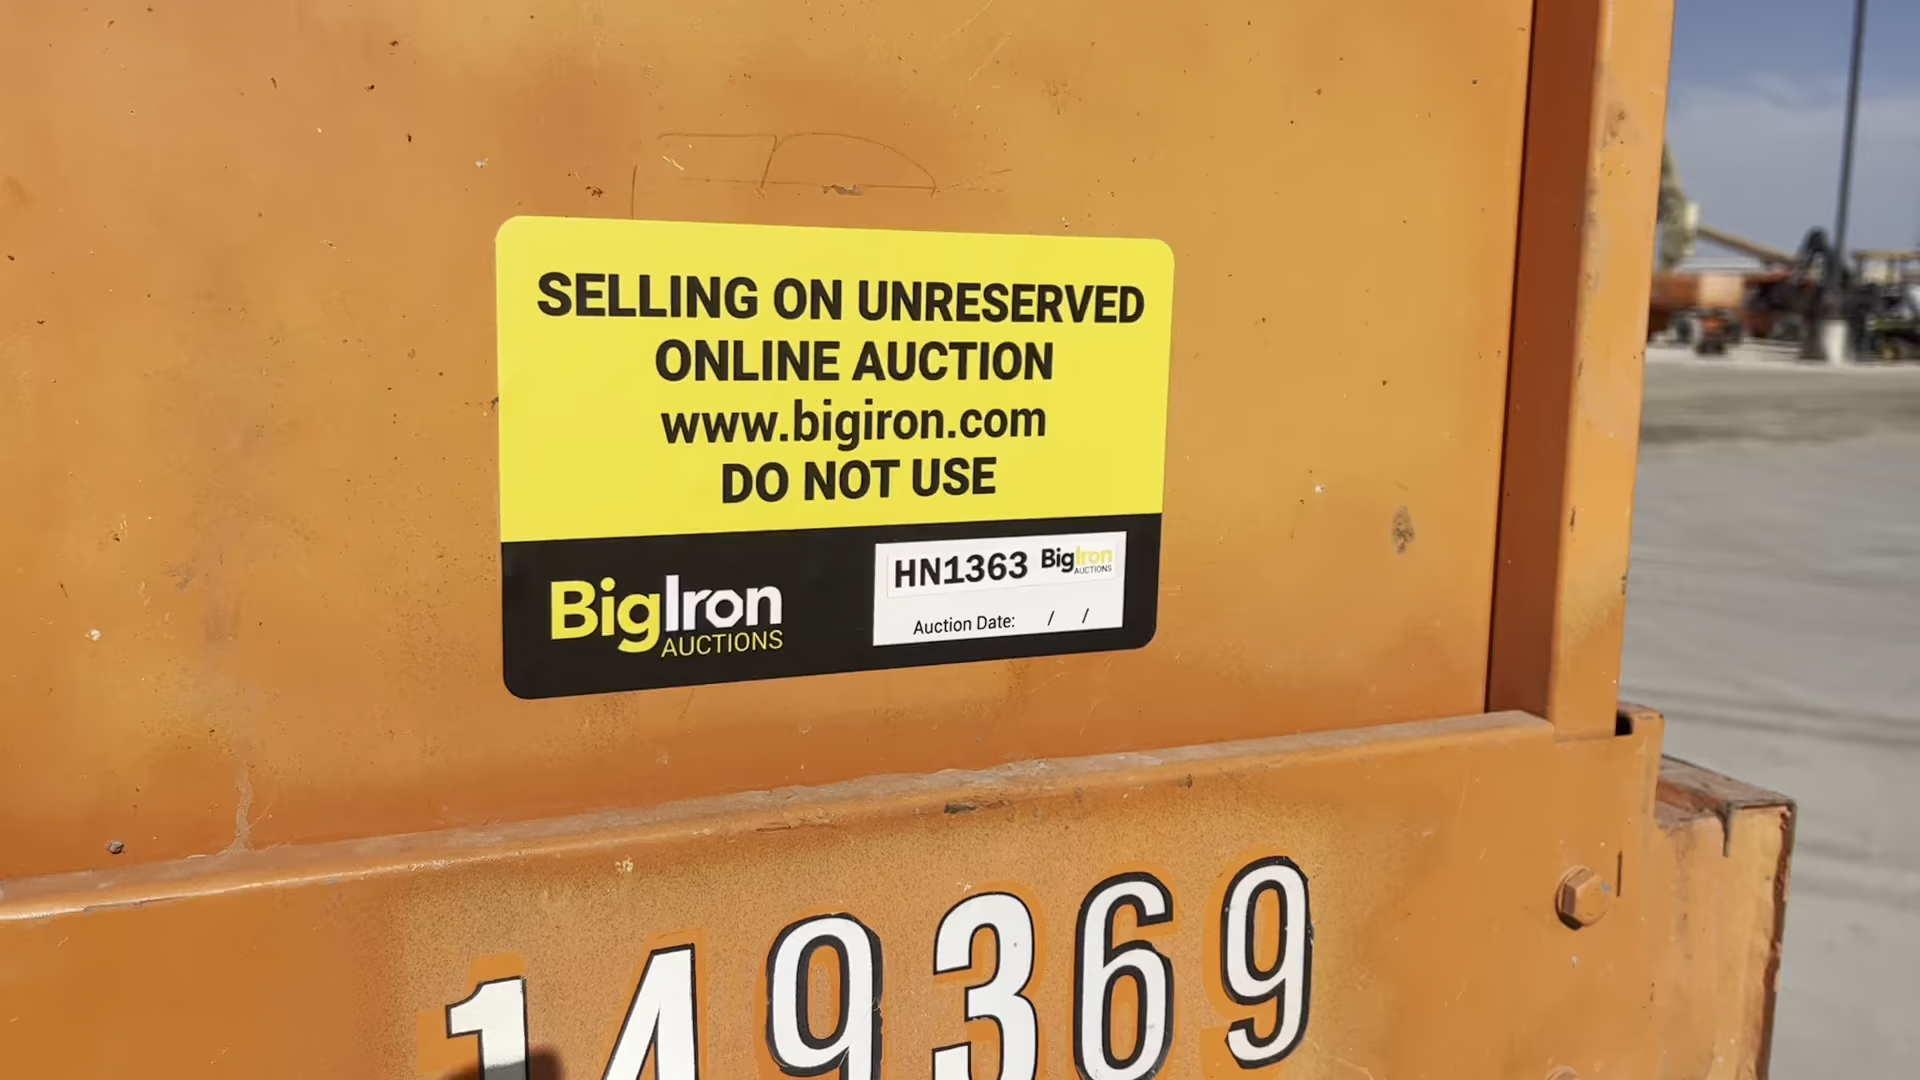 SELLING ON UNRESERVED
ONLINE AUCTION
www.bigiron.com
DO NOT USE
BigIron
AUCTIONS
HN1363 BigIron
AUCTIONS
Auction Date: / /
149369